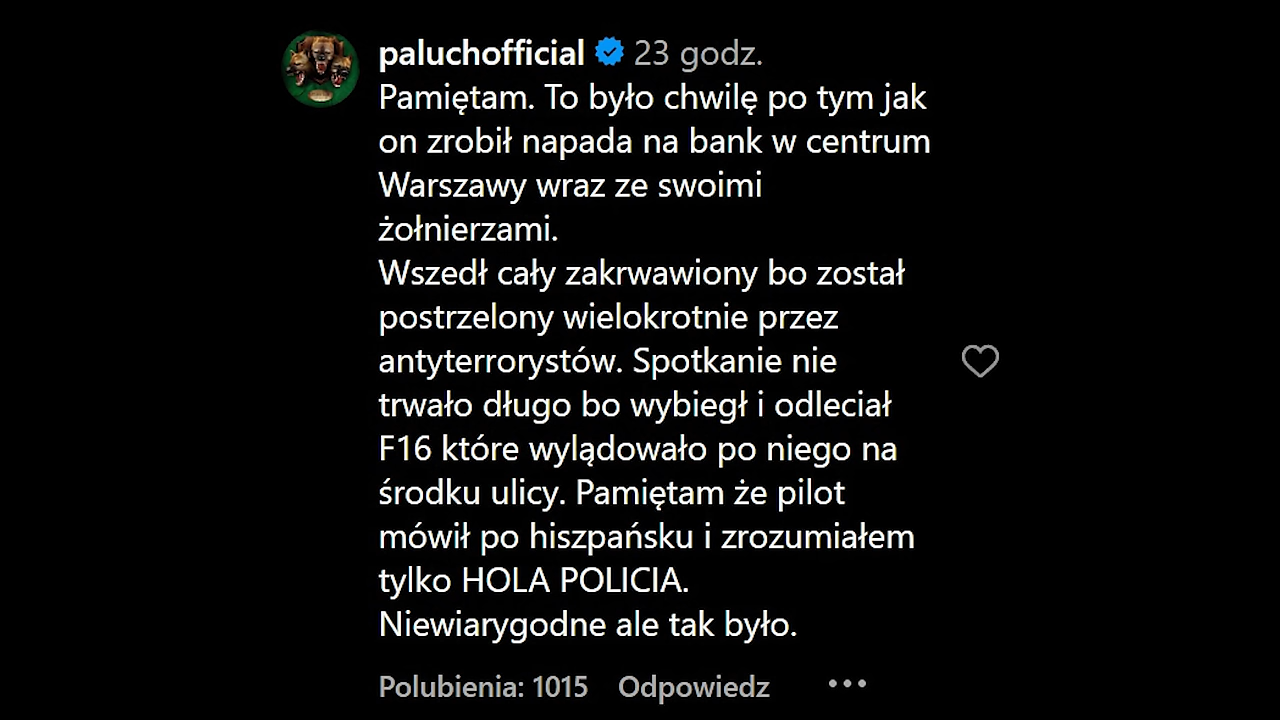 paluchofficial 23 godz.
Pamiętam. To było chwilę po tym jak
on zrobił napada na bank w centrum
Warszawy wraz ze swoimi
żołnierzami.
Wszedł cały zakrwawiony bo został
postrzelony wielokrotnie przez
antyterrorystów. Spotkanie nie
trwało długo bo wybiegł i odleciał
F16 które wylądowało po niego na
środku ulicy. Pamiętam że pilot
mówił po hiszpańsku i zrozumiałem
tylko HOLA POLICIA.
Niewiarygodne ale tak było.
Polubienia: 1015 Odpowiedz